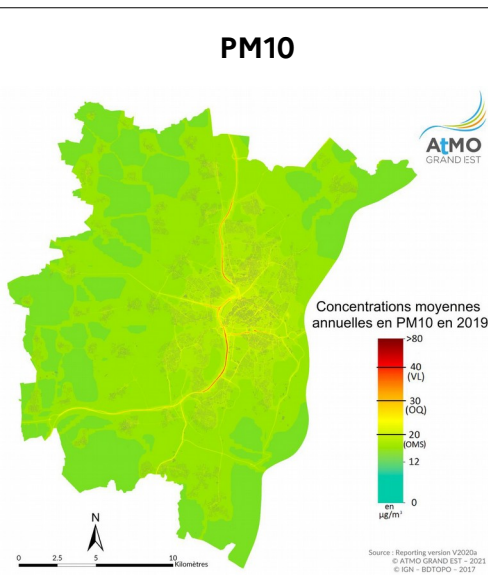 PM10
AtMO
GRAND EST
Concentrations moyennes
annuelles en PM10 en 2019
>80
40
(VL)
30
(OQ)
20
(OMS)
12
0
en
µg/m³
N
0 2.5 5 10
Kilomètres
Source : Reporting version V2020a
© ATMO GRAND EST - 2021
© IGN - BDTOPO - 2017